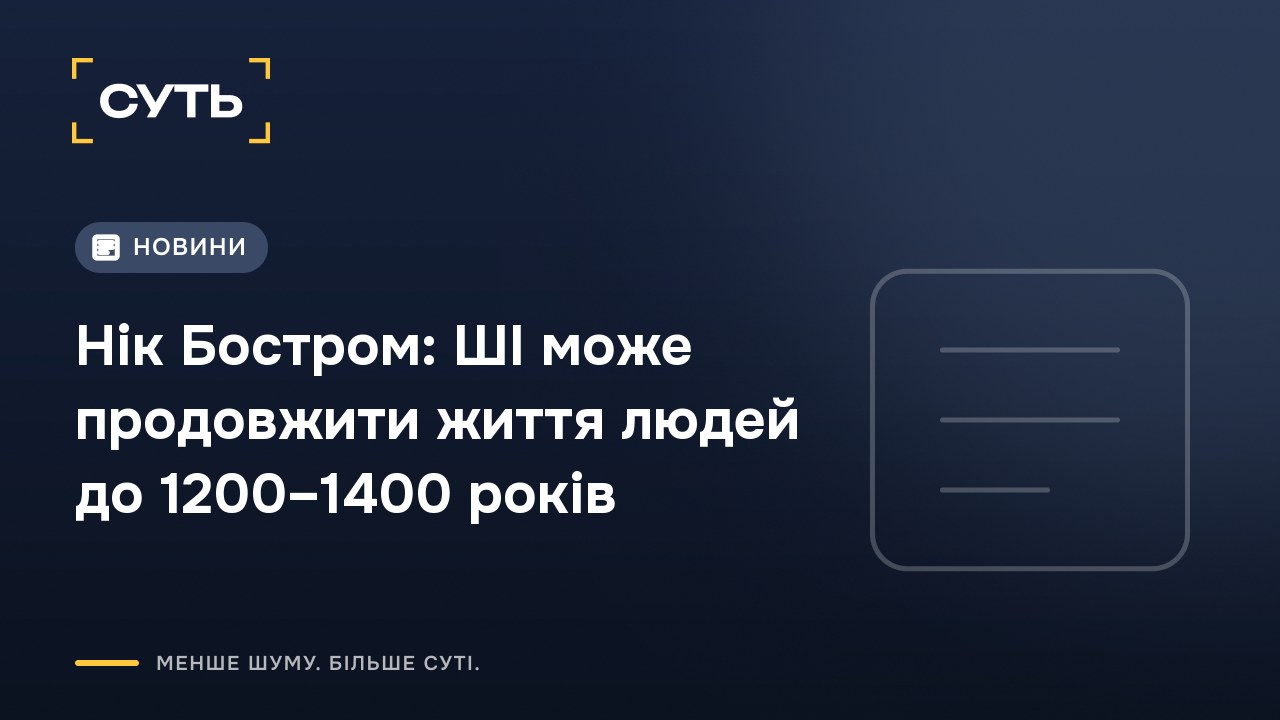 СУТЬ
НОВИНИ
Нік Бостром: ШІ може
продовжити життя людей
до 1200–1400 років
МЕНШЕ ШУМУ. БІЛЬШЕ СУТІ.